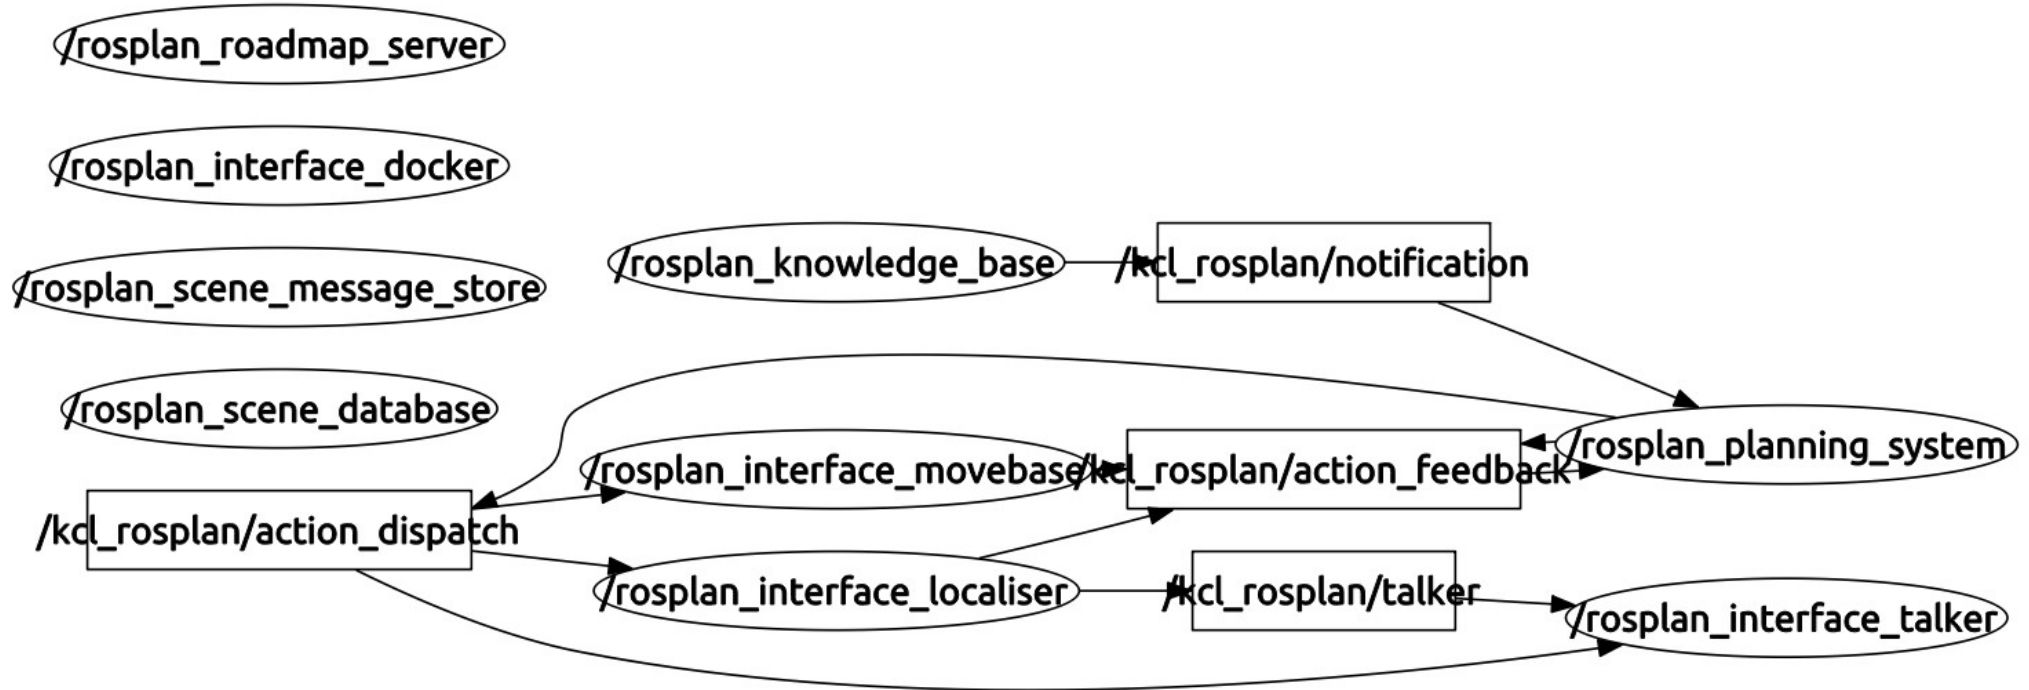 /rosplan_roadmap_server
/rosplan_interface_docker
/rosplan_scene_message_store
/rosplan_knowledge_base
/kcl_rosplan/notification
/rosplan_scene_database
/rosplan_planning_system
/rosplan_interface_movebase
/kcl_rosplan/action_feedback
/kcl_rosplan/action_dispatch
/rosplan_interface_localiser
/kcl_rosplan/talker
/rosplan_interface_talker